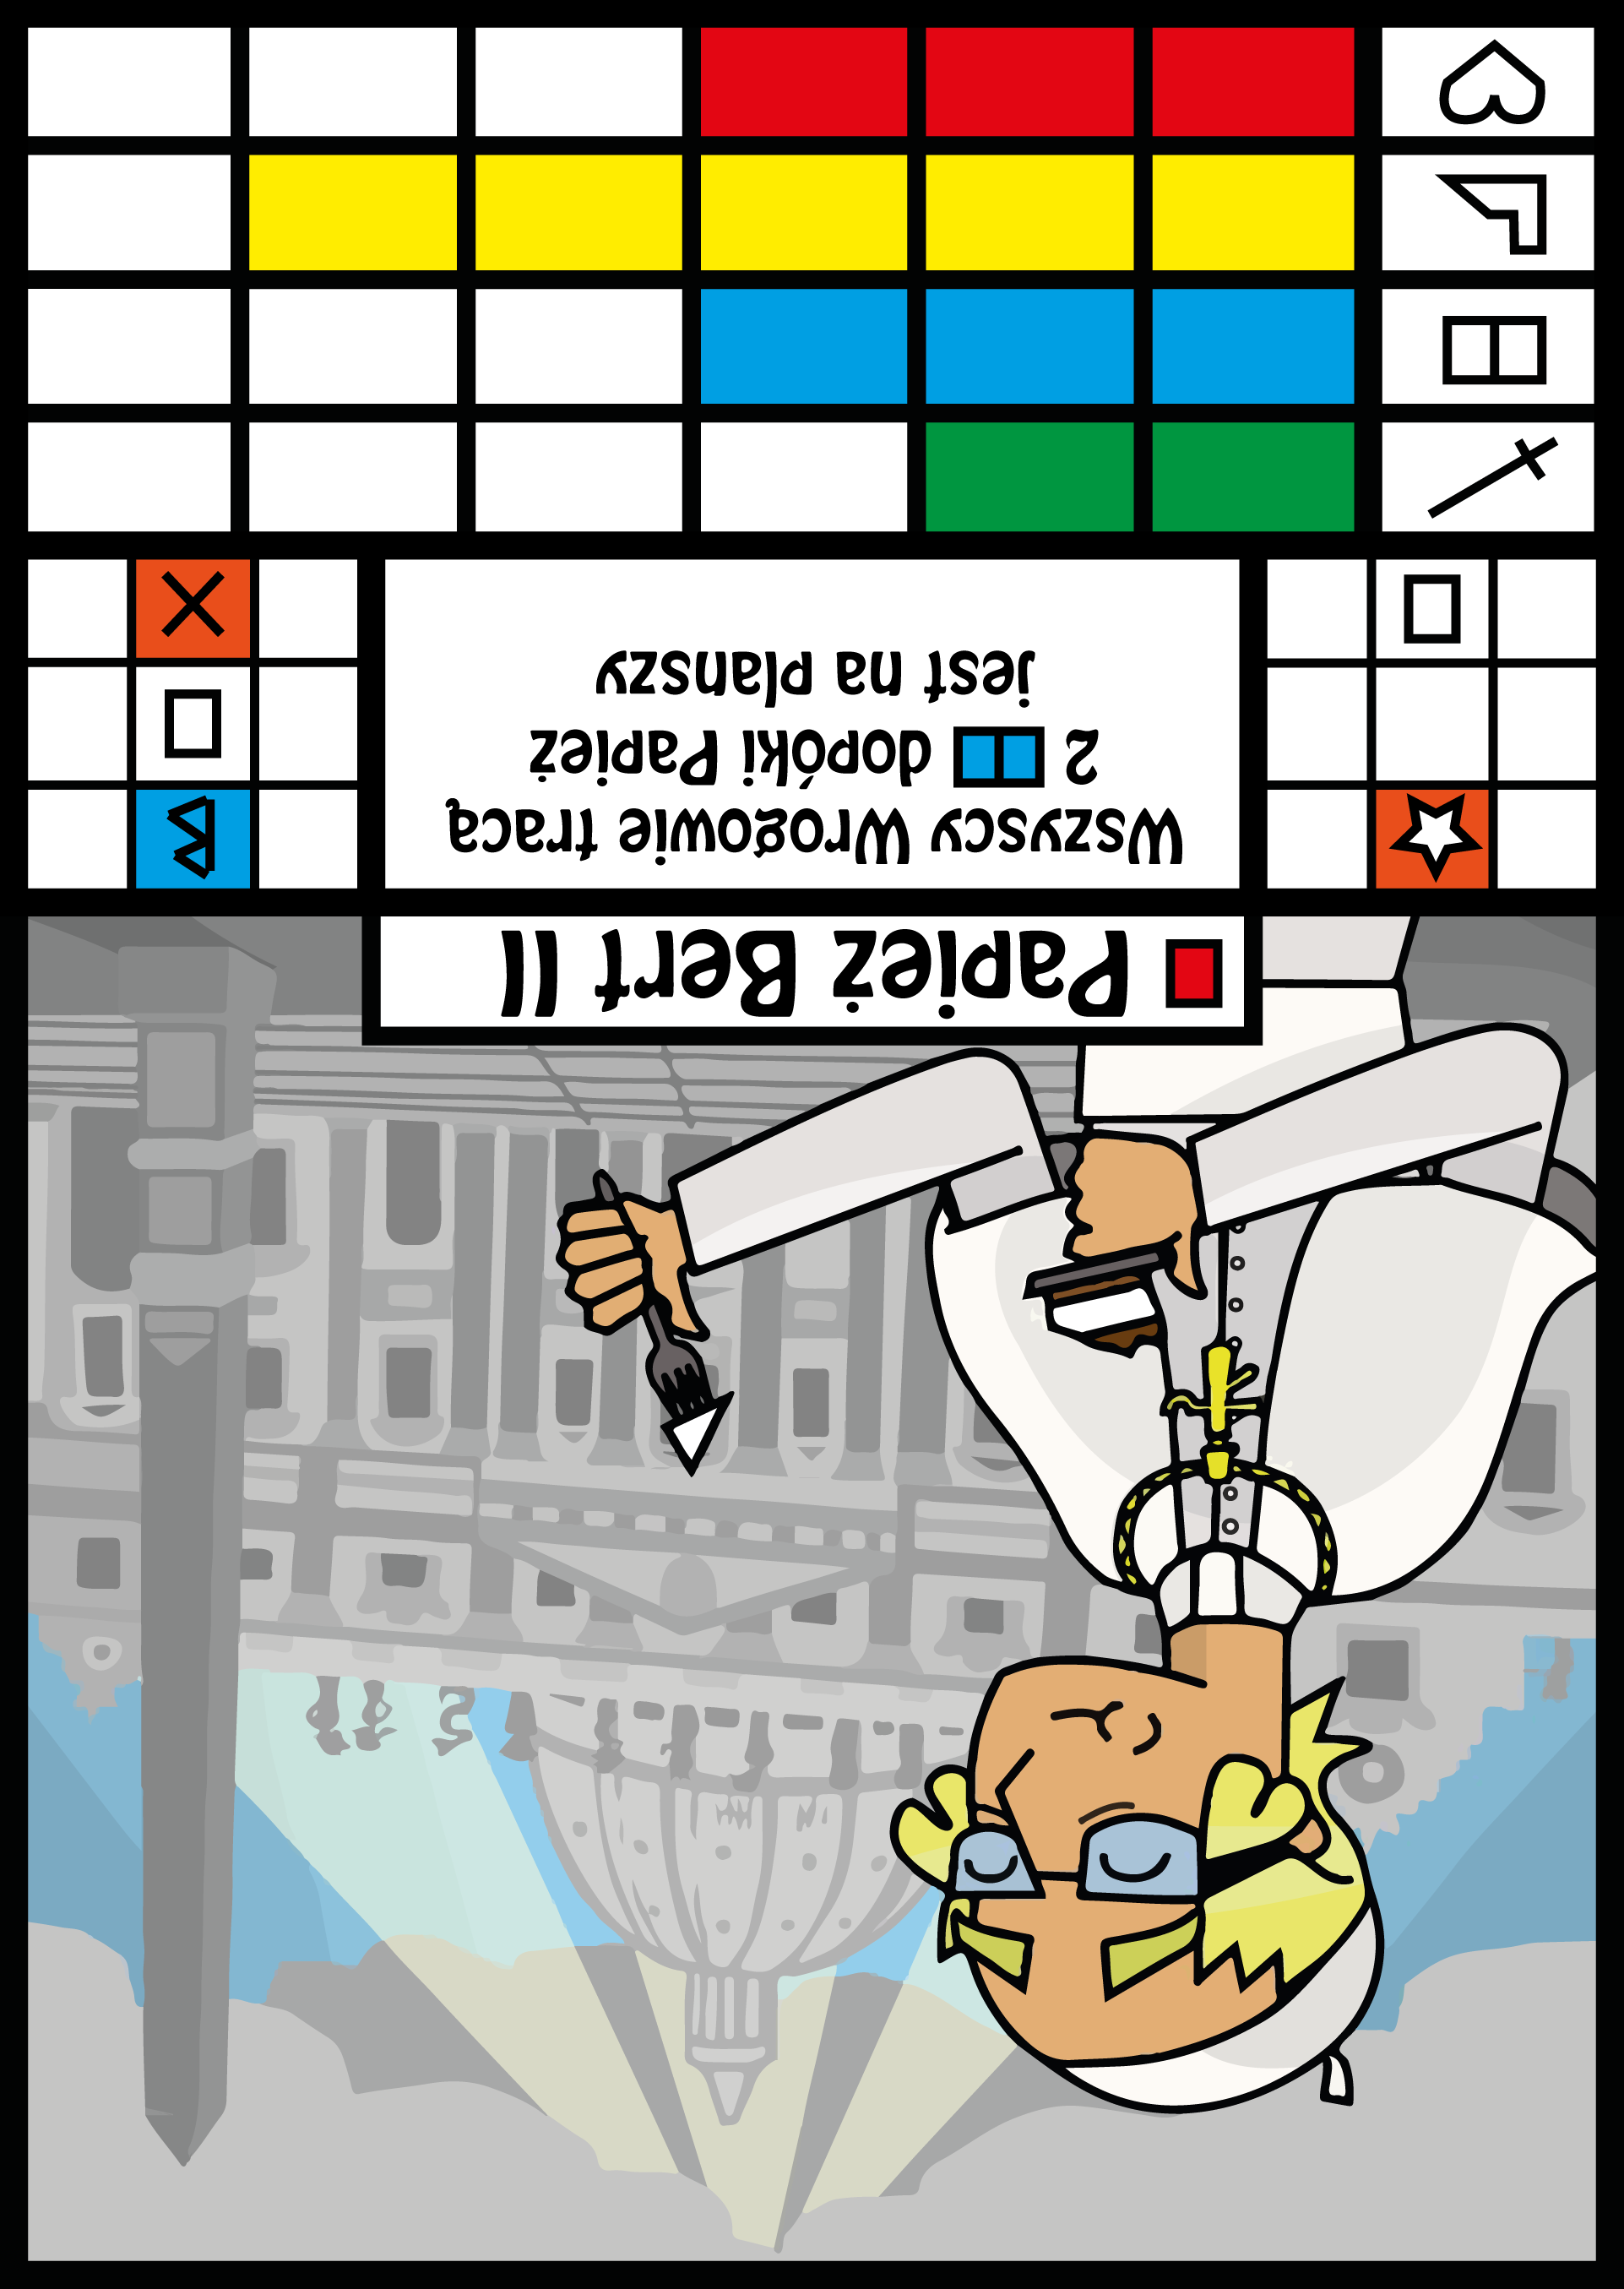 Papież Bert II
Wszyscy Wrogowie tracą
2 dopóki Papież
jest na planszy